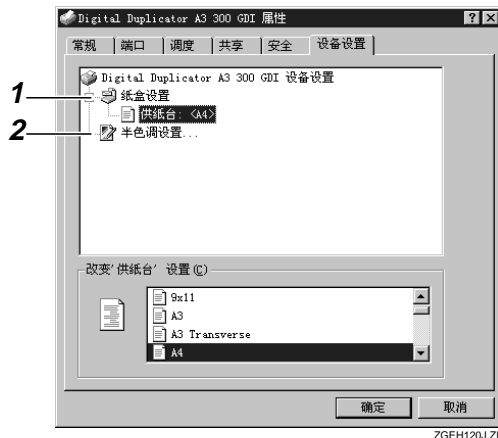 Digital Duplicator A3 300 GDI 属性
常规 端口 调度 共享 安全 设备设置
Digital Duplicator A3 300 GDI 设备设置
1 纸盒设置
供纸台: <A4>
2 半色调设置...
改变'供纸台' 设置(C)
9x11
A3
A3 Transverse
A4
确定 取消
ZGEH120J ZH